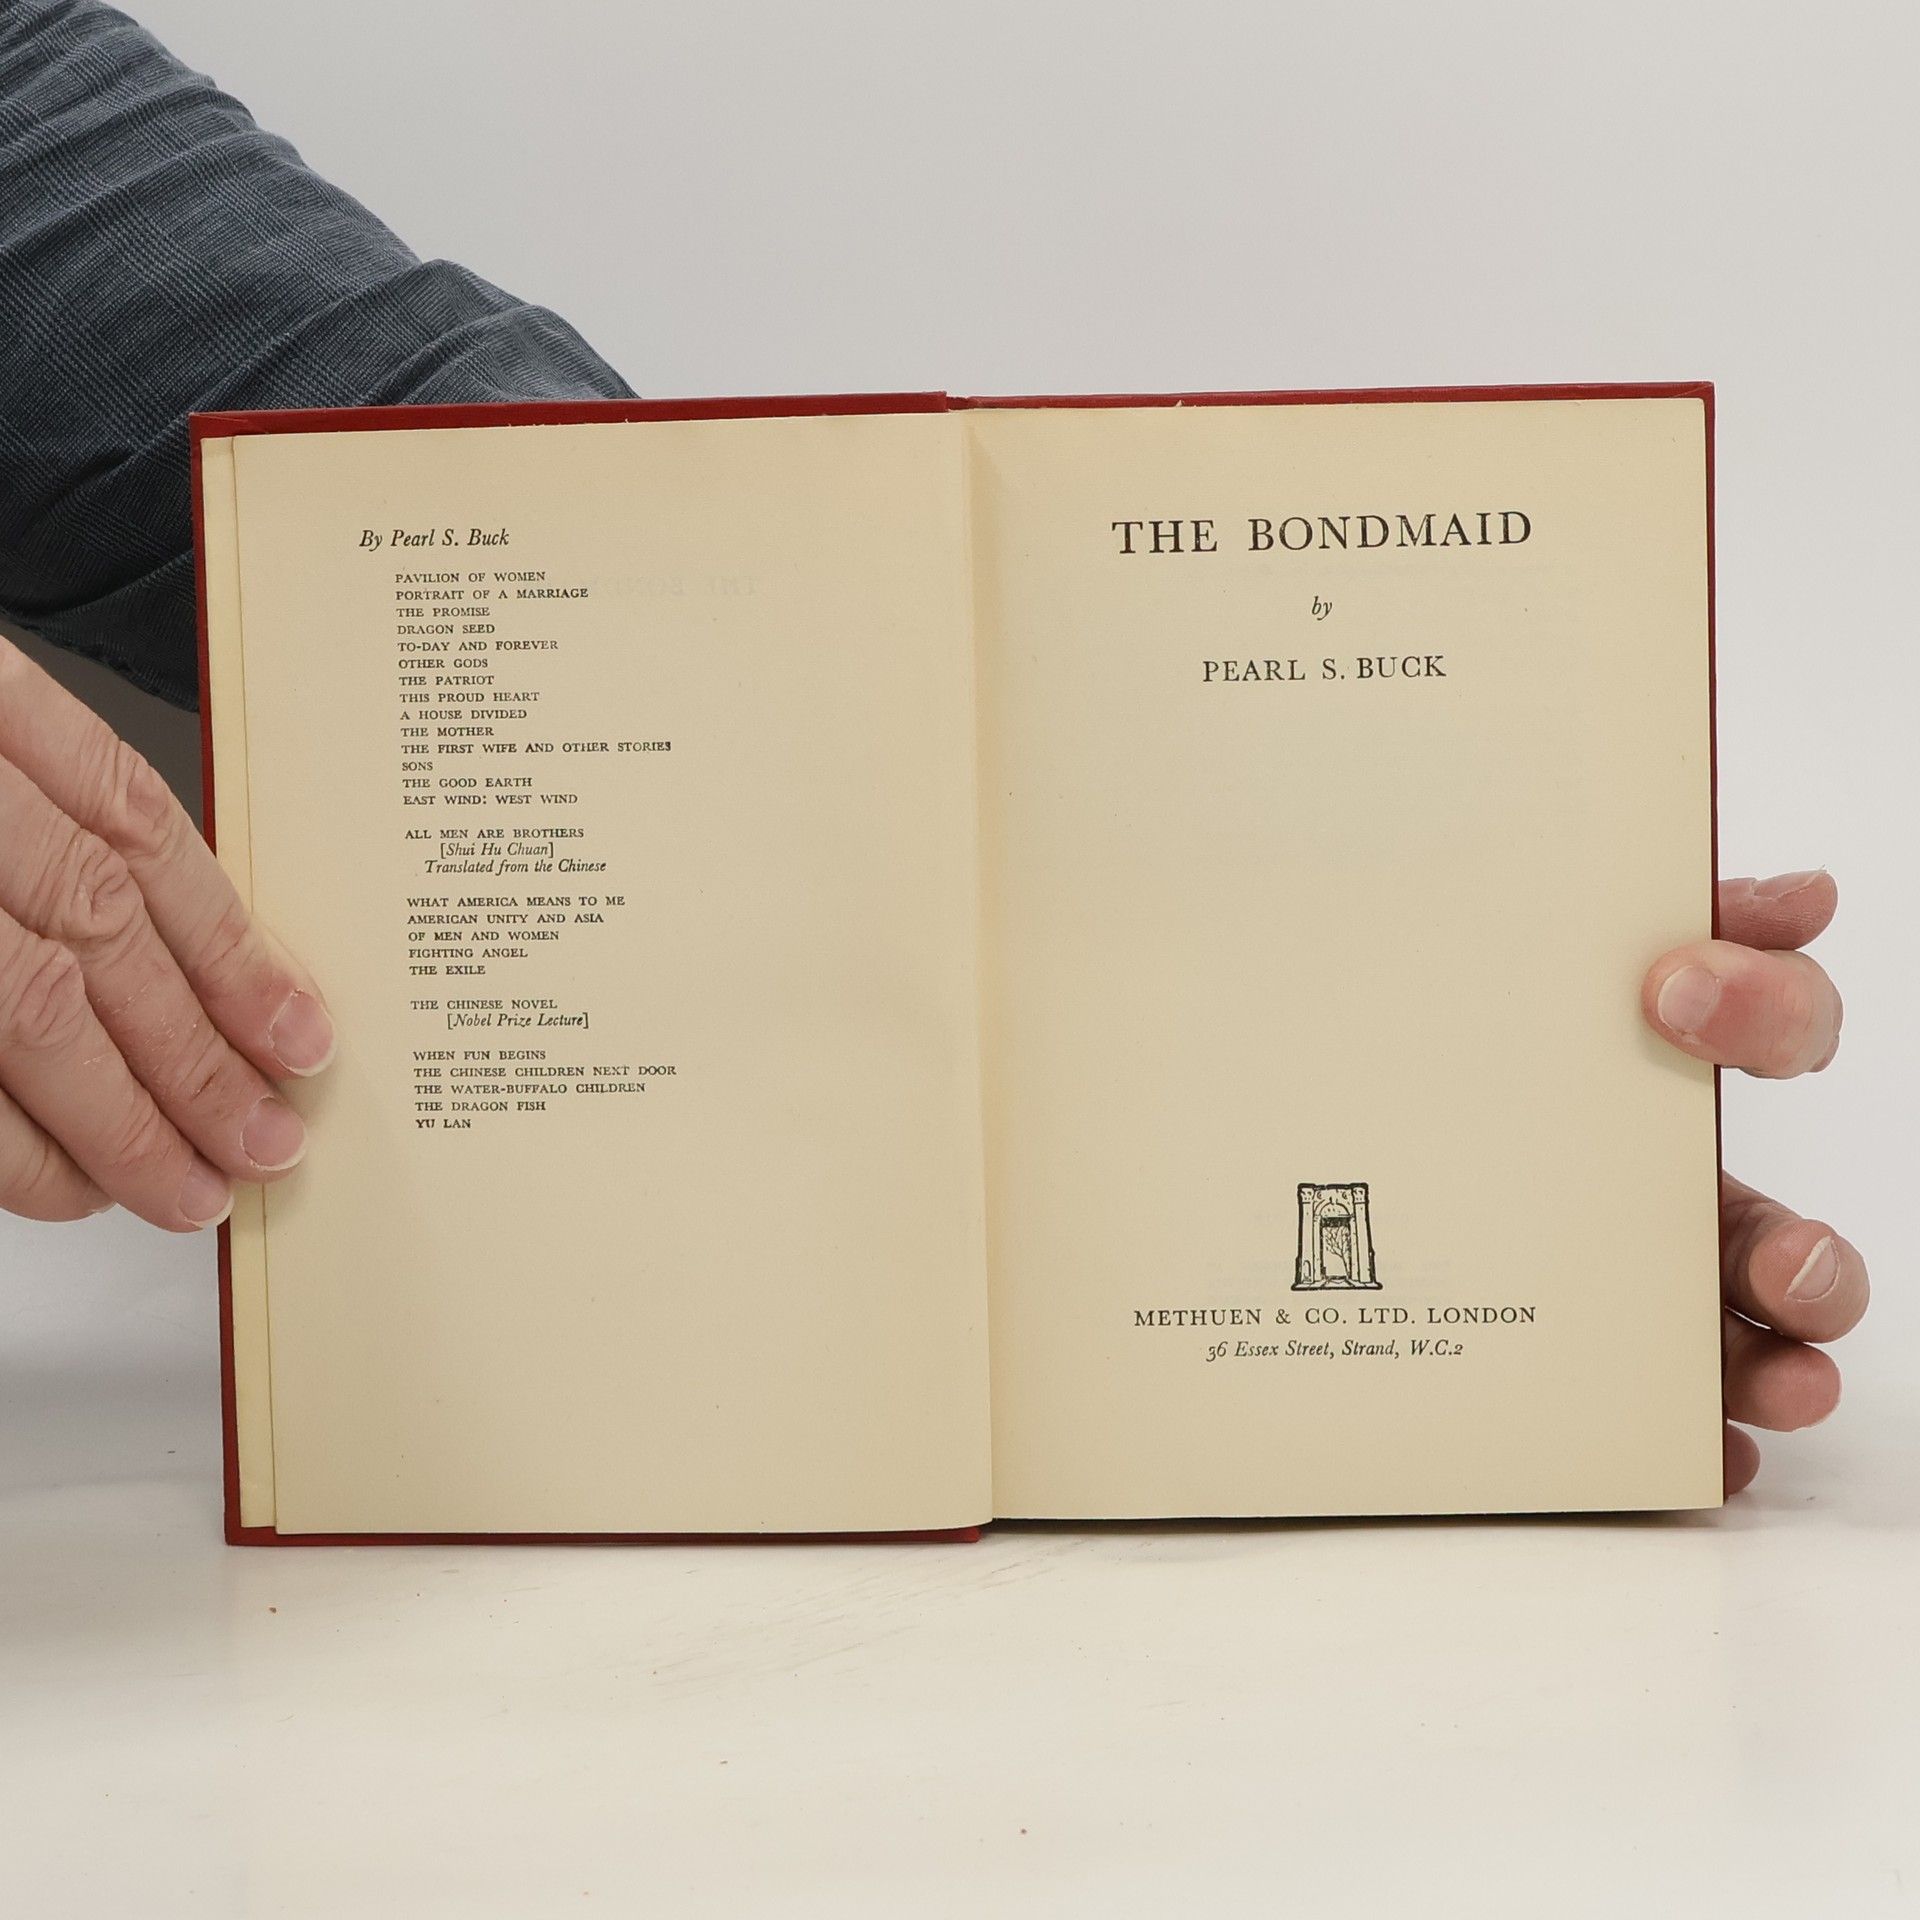 By Pearl S. Buck
PAVILION OF WOMEN
PORTRAIT OF A MARRIAGE
THE PROMISE
DRAGON SEED
TO-DAY AND FOREVER
OTHER GODS
THE PATRIOT
THIS PROUD HEART
A HOUSE DIVIDED
THE MOTHER
THE FIRST WIFE AND OTHER STORIES
SONS
THE GOOD EARTH
EAST WIND: WEST WIND
ALL MEN ARE BROTHERS
[Shui Hu Chuan]
Translated from the Chinese
WHAT AMERICA MEANS TO ME
AMERICAN UNITY AND ASIA
OF MEN AND WOMEN
FIGHTING ANGEL
THE EXILE
THE CHINESE NOVEL
[Nobel Prize Lecture]
WHEN FUN BEGINS
THE CHINESE CHILDREN NEXT DOOR
THE WATER-BUFFALO CHILDREN
THE DRAGON FISH
YU LAN
THE BONDMAID
by
PEARL S. BUCK
METHUEN & CO. LTD. LONDON
36 Essex Street, Strand, W.C.2